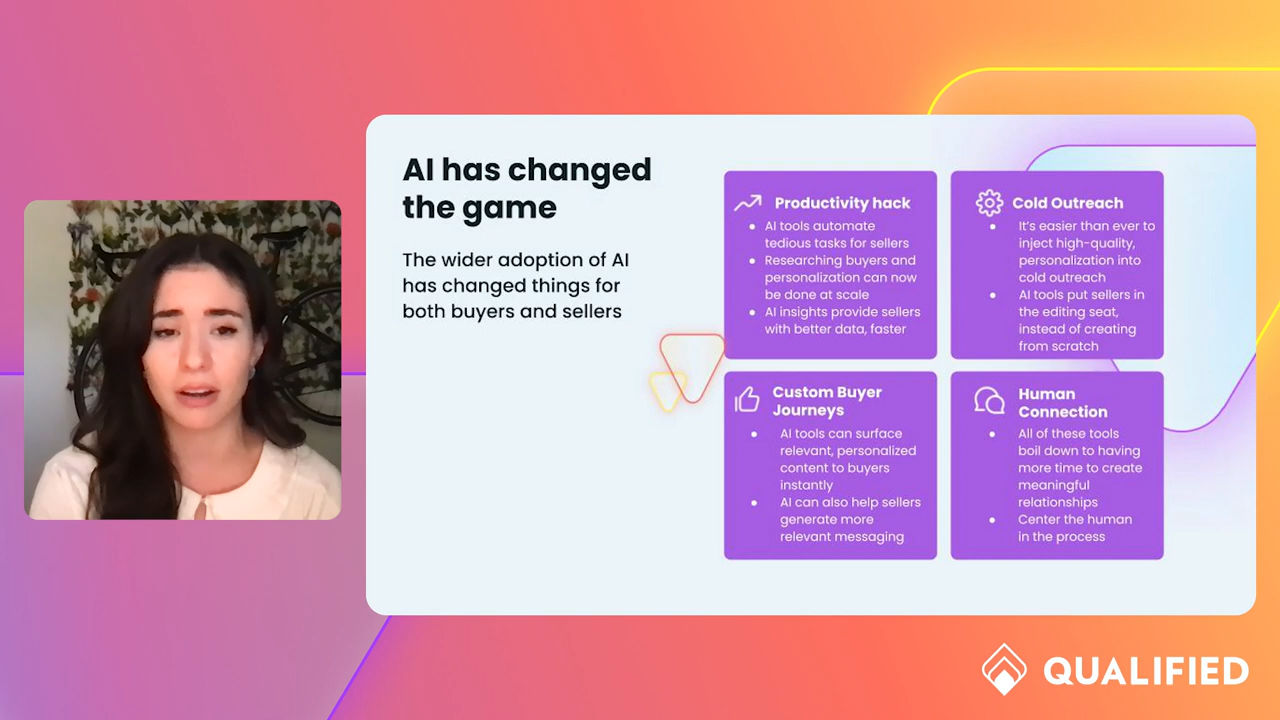 AI has changed
the game
The wider adoption of AI
has changed things for
both buyers and sellers
Productivity hack
• AI tools automate
tedious tasks for sellers
• Researching buyers and
personalization can now
be done at scale
• AI insights provide sellers
with better data, faster
Cold Outreach
• It’s easier than ever to
inject high-quality,
personalization into
cold outreach
• AI tools put sellers in
the editing seat,
instead of creating
from scratch
Custom Buyer
Journeys
• AI tools can surface
relevant, personalized
content to buyers
instantly
• AI can also help sellers
generate more
relevant messaging
Human
Connection
• All of these tools
boil down to having
more time to create
meaningful
relationships
• Center the human
in the process
QUALIFIED